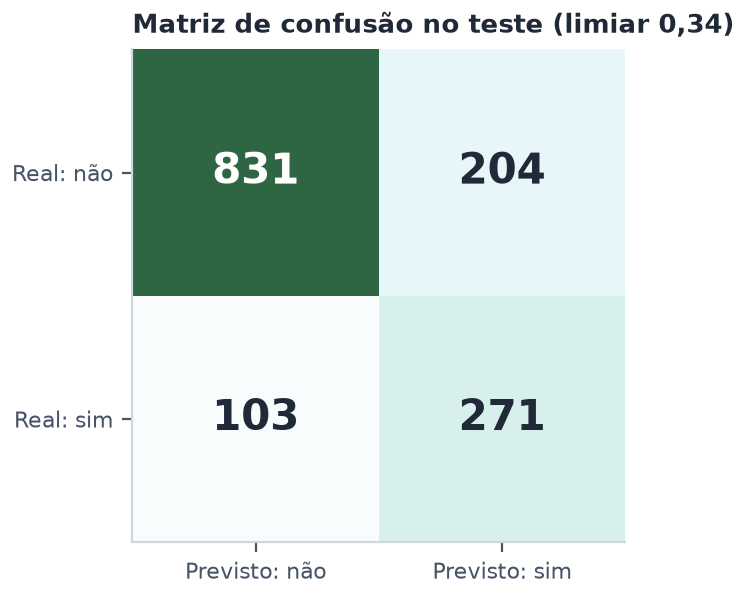 Matriz de confusão no teste (limiar 0,34)
Real: não
831
204
Real: sim
103
271
Previsto: não
Previsto: sim